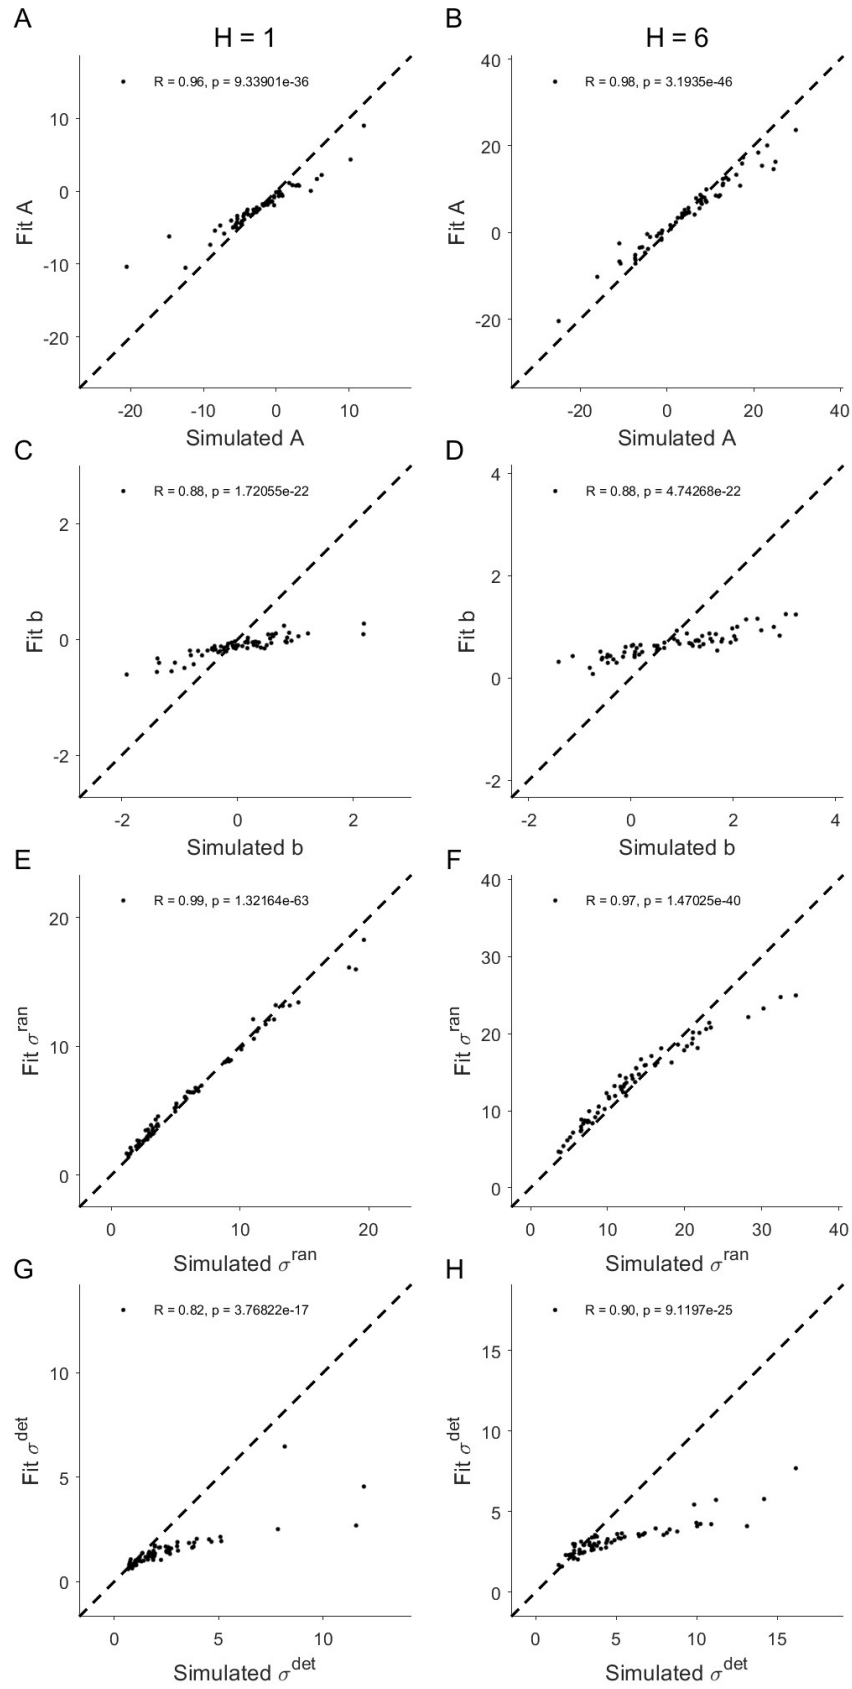 A
B
H = 1
H = 6
R = 0.96, p = 9.33901e-36
10
0
-10
-20
Fit A
-20
-10
0
10
Simulated A
R = 0.98, p = 3.1935e-46
40
20
0
-20
Fit A
-20
0
20
40
Simulated A
C
D
R = 0.88, p = 1.72055e-22
2
0
-2
Fit b
-2
0
2
Simulated b
R = 0.88, p = 4.74268e-22
4
2
0
-2
Fit b
-2
0
2
4
Simulated b
E
F
R = 0.99, p = 1.32164e-63
20
10
0
Fit σ^ran
0
10
20
Simulated σ^ran
R = 0.97, p = 1.47025e-40
40
30
20
10
0
Fit σ^ran
0
10
20
30
40
Simulated σ^ran
G
H
R = 0.82, p = 3.76822e-17
10
5
0
Fit σ^det
0
5
10
Simulated σ^det
R = 0.90, p = 9.1197e-25
15
10
5
0
Fit σ^det
0
5
10
15
Simulated σ^det